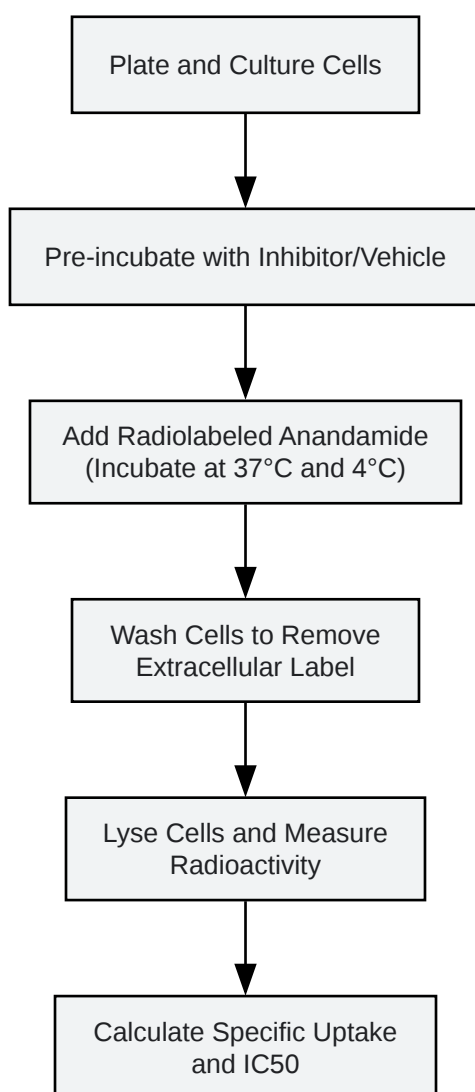 Plate and Culture Cells
Pre-incubate with Inhibitor/Vehicle
Add Radiolabeled Anandamide
(Incubate at 37°C and 4°C)
Wash Cells to Remove
Extracellular Label
Lyse Cells and Measure
Radioactivity
Calculate Specific Uptake
and IC50